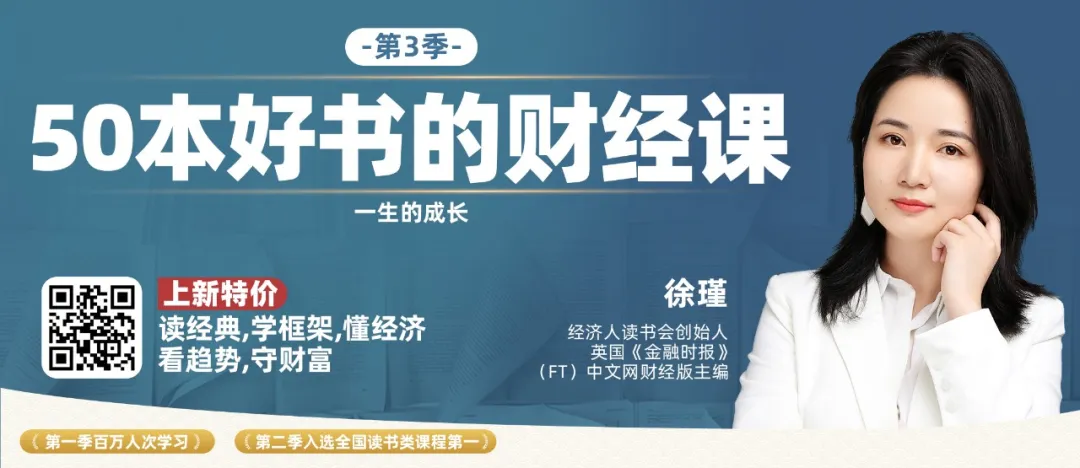 -第3季-
50本好书的财经课
一生的成长
上新特价
读经典,学框架,懂经济
看趋势,守财富
徐瑾
经济人读书会创始人
英国《金融时报》
（FT）中文网财经版主编
《第一季百万人次学习》
《第二季入选全国读书类课程第一》